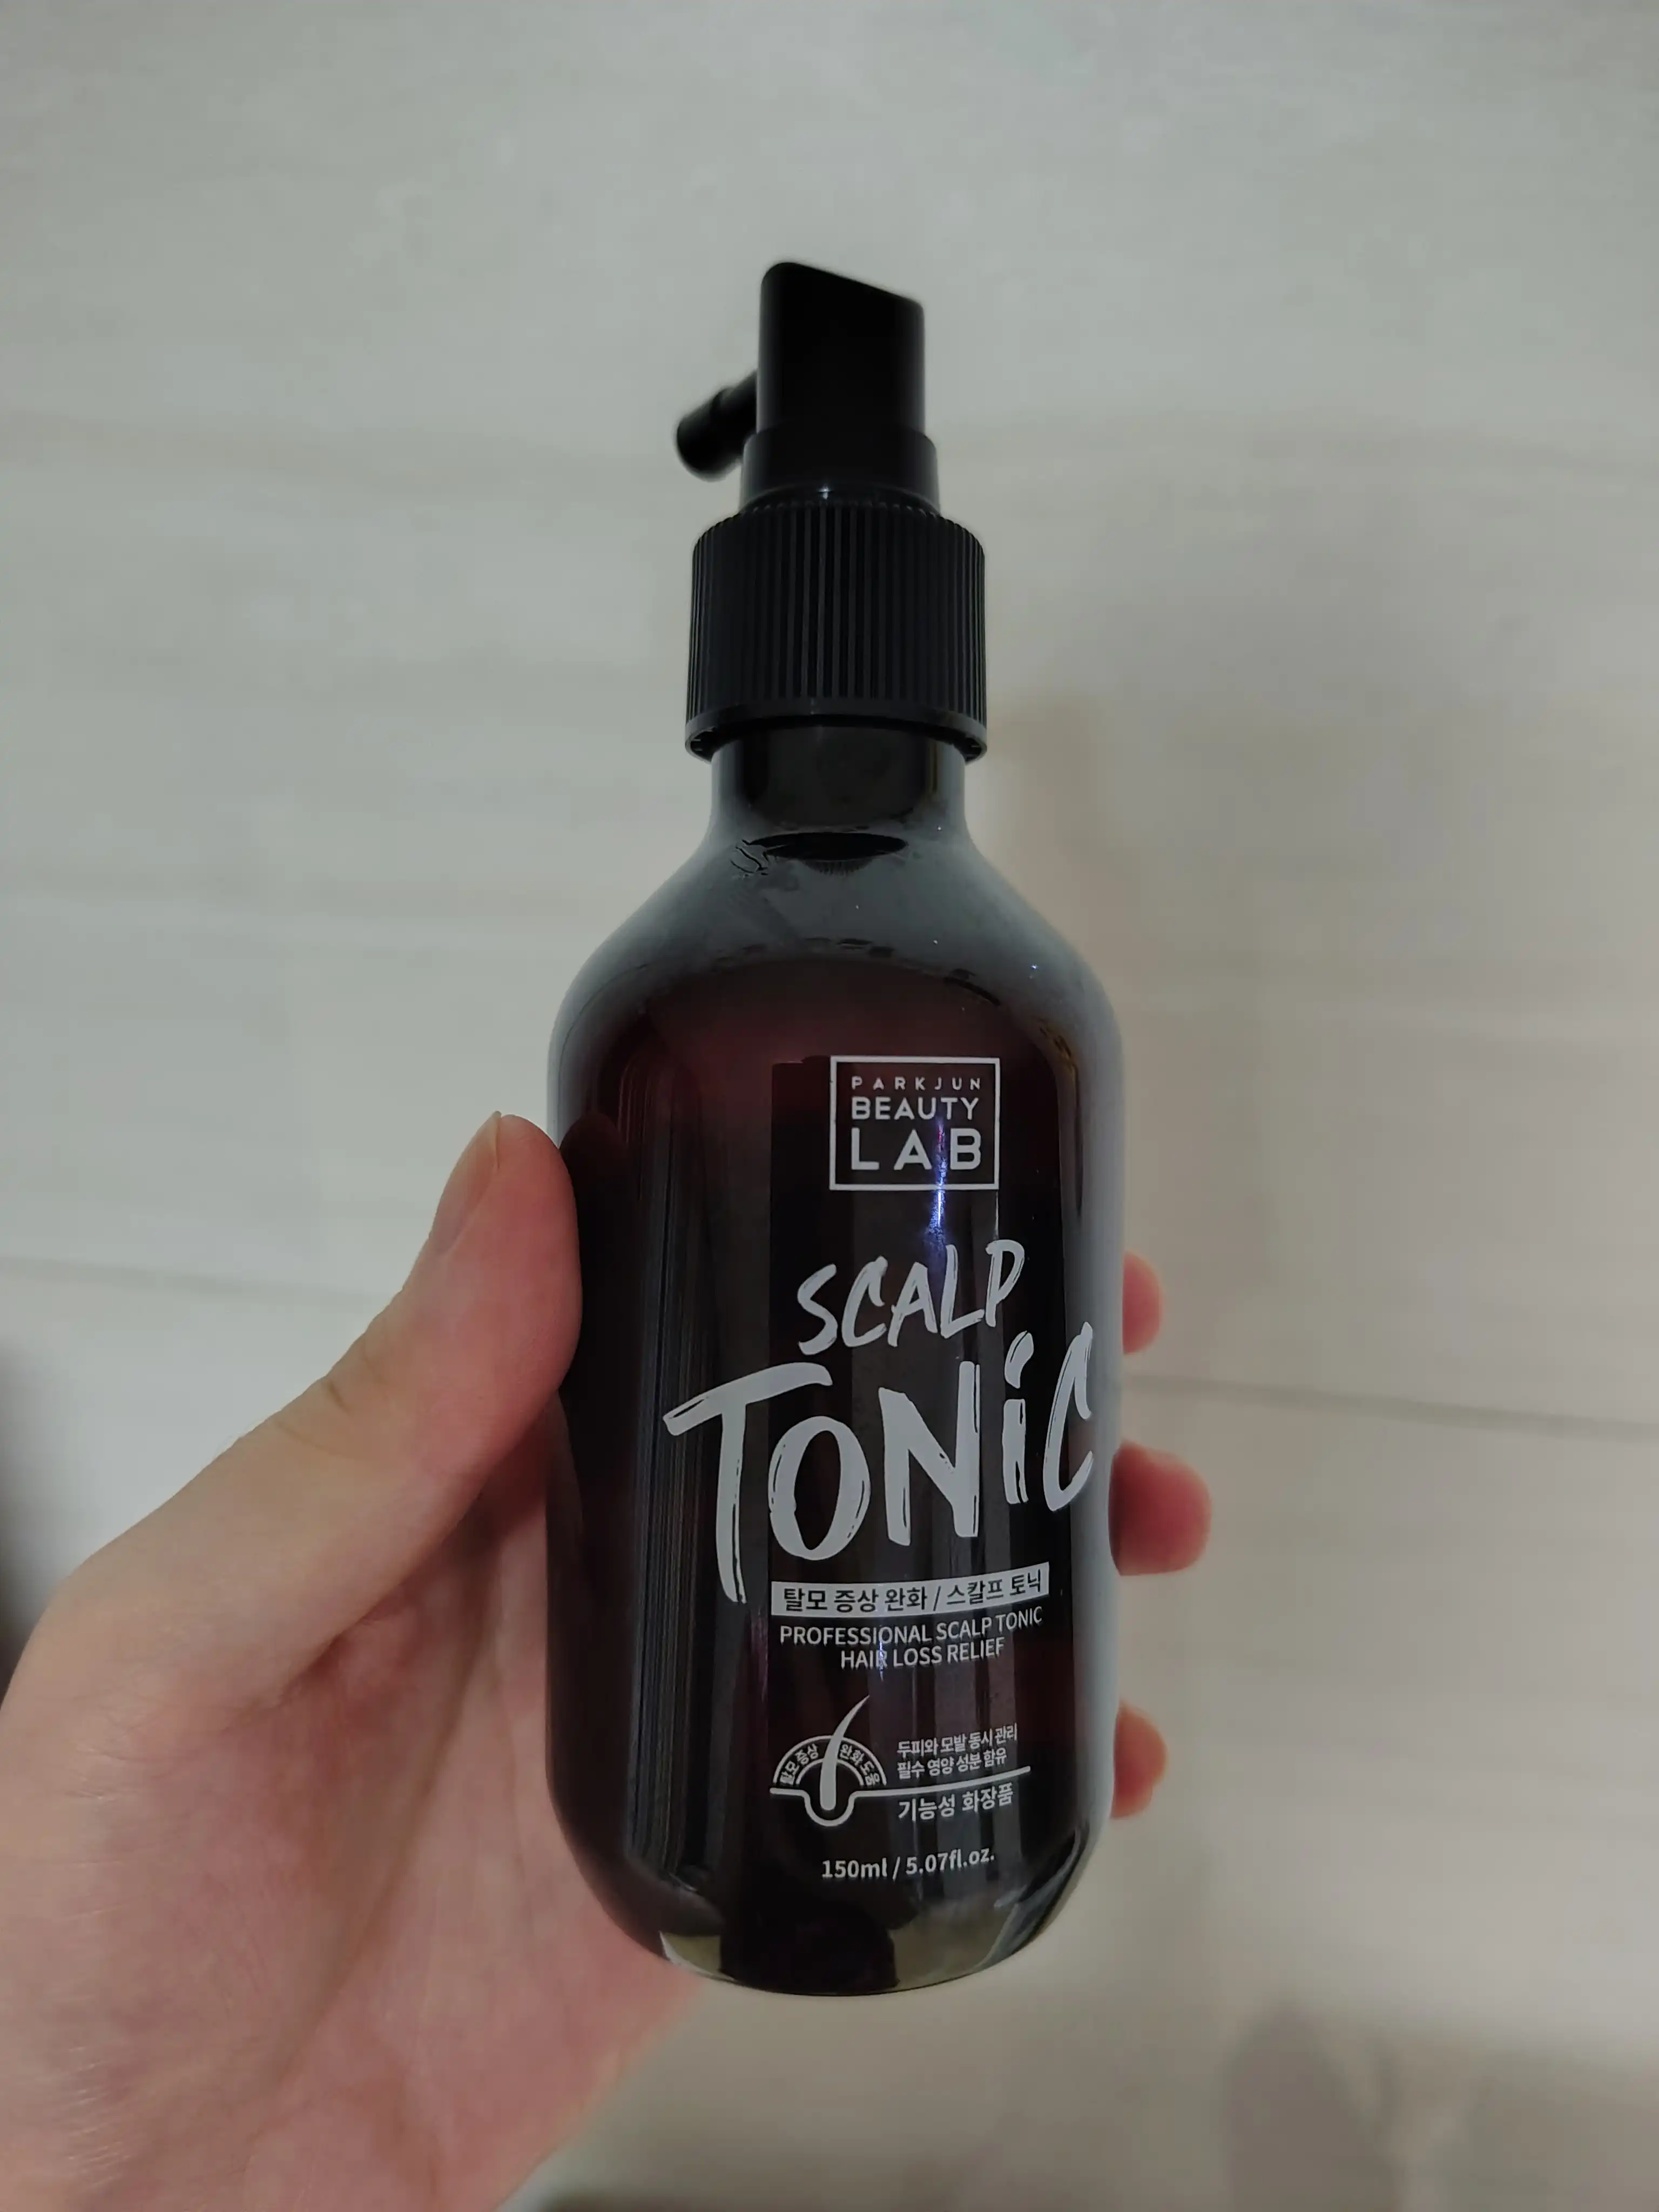 PARKJUN
BEAUTY
LAB
SCALP
TONiC
탈모 증상 완화 / 스칼프 토닉
PROFESSIONAL SCALP TONIC
HAIR LOSS RELIEF
탈모 증상 완화 도움
두피와 모발 동시 관리
필수 영양 성분 함유
기능성 화장품
150ml / 5.07fl.oz.